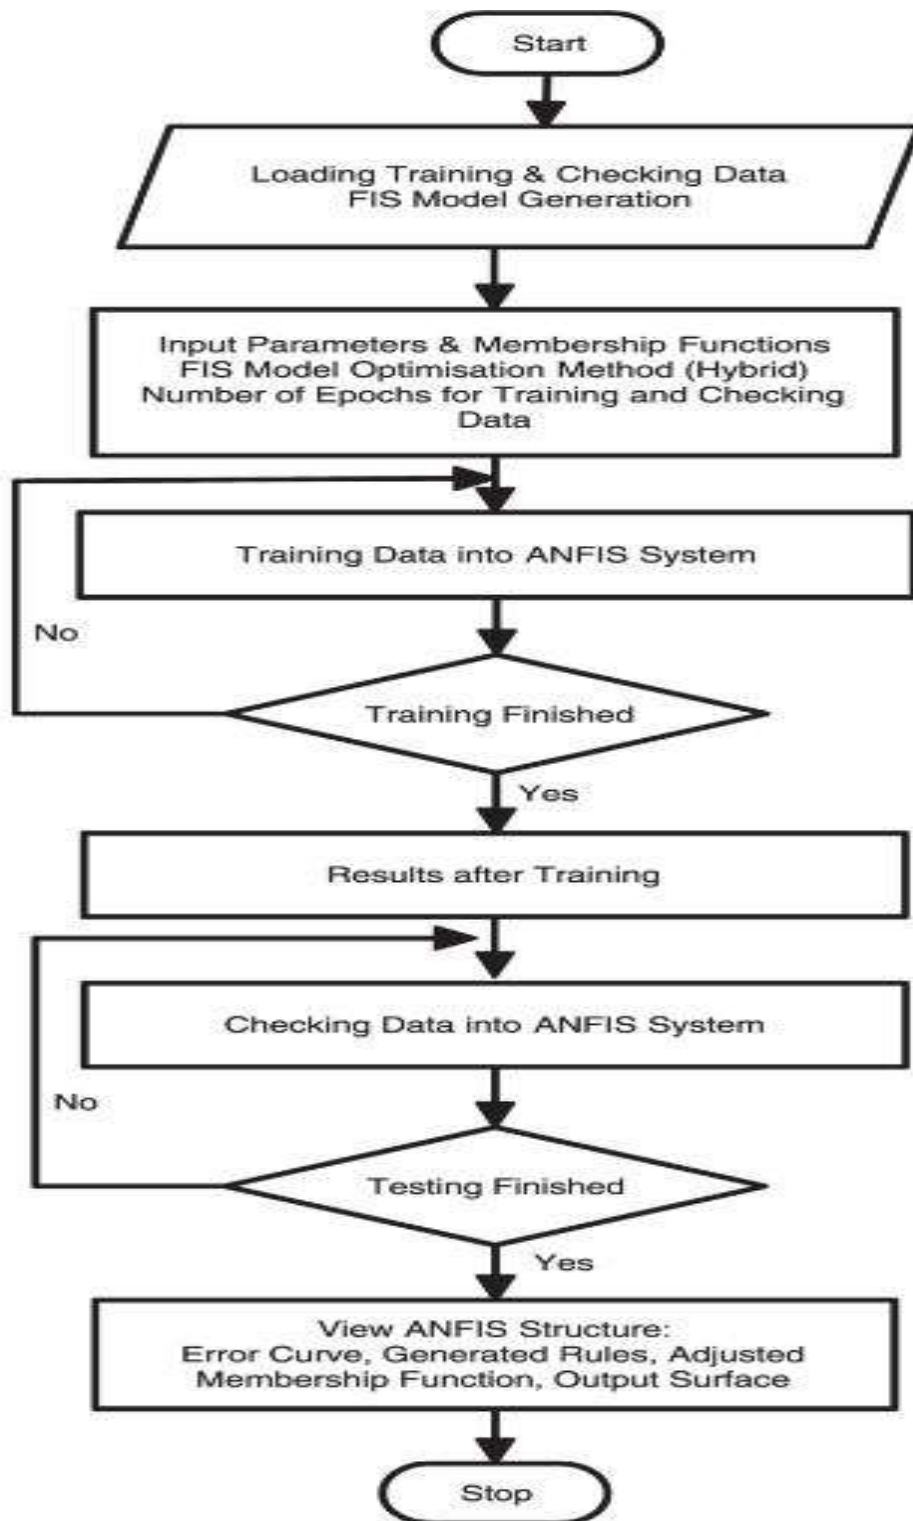 Start
Loading Training & Checking Data
FIS Model Generation
Input Parameters & Membership Functions
FIS Model Optimisation Method (Hybrid)
Number of Epochs for Training and Checking
Data
Training Data into ANFIS System
No
Training Finished
Yes
Results after Training
Checking Data into ANFIS System
No
Testing Finished
Yes
View ANFIS Structure:
Error Curve, Generated Rules, Adjusted
Membership Function, Output Surface
Stop